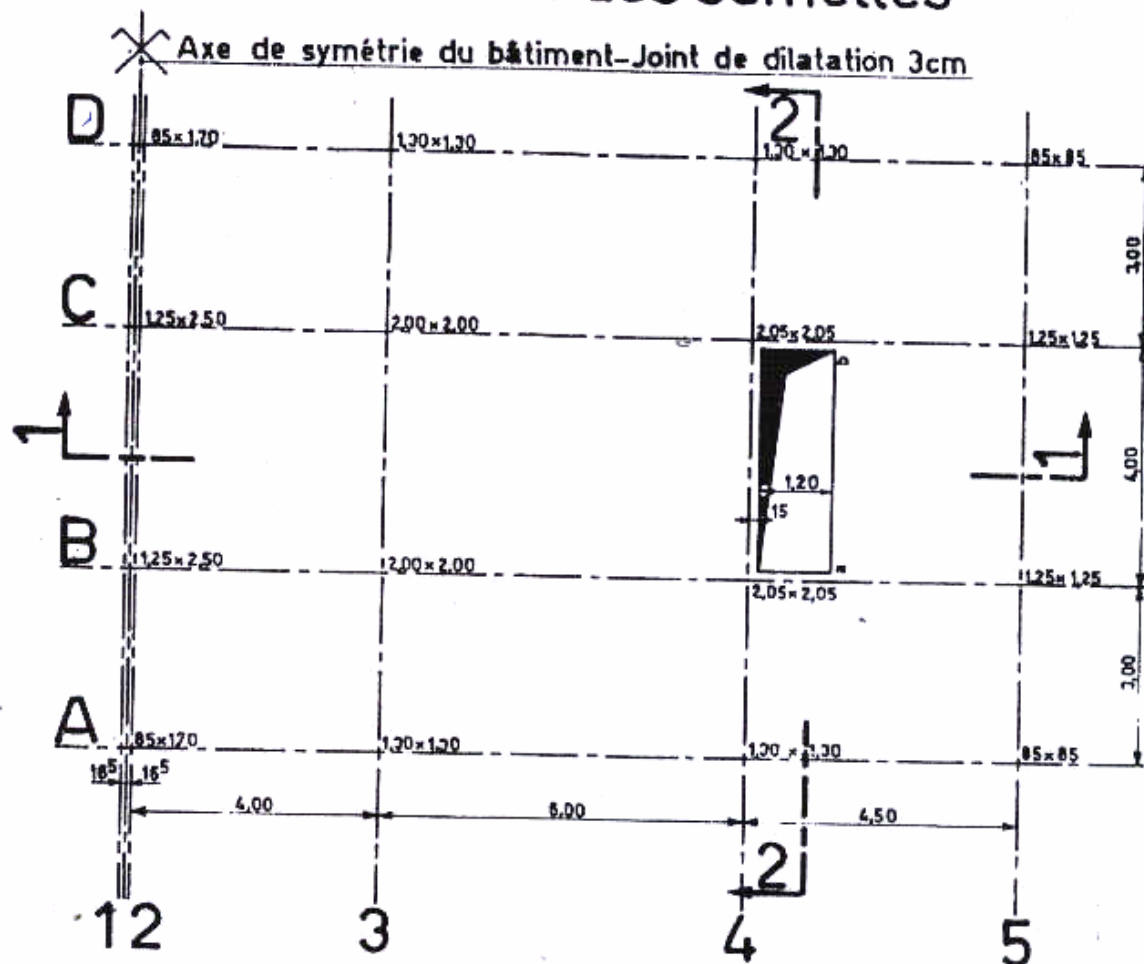 Axe de symétrie du bâtiment-Joint de dilatation 3cm
2
D 85×1,70 1,30×1,30 1,30×1,30 85×85
3,00
C 1,25×2,50 2,00×2,00 2,05×2,05 1,25×1,25
1 1
4,00
1,20
15
B 1,25×2,50 2,00×2,00 2,05×2,05 1,25×1,25
3,00
A 85×170 1,30×1,30 1,30×1,30 85×85
16⁵ 16⁵
4,00 6,00 4,50
2
1 2 3 4 5